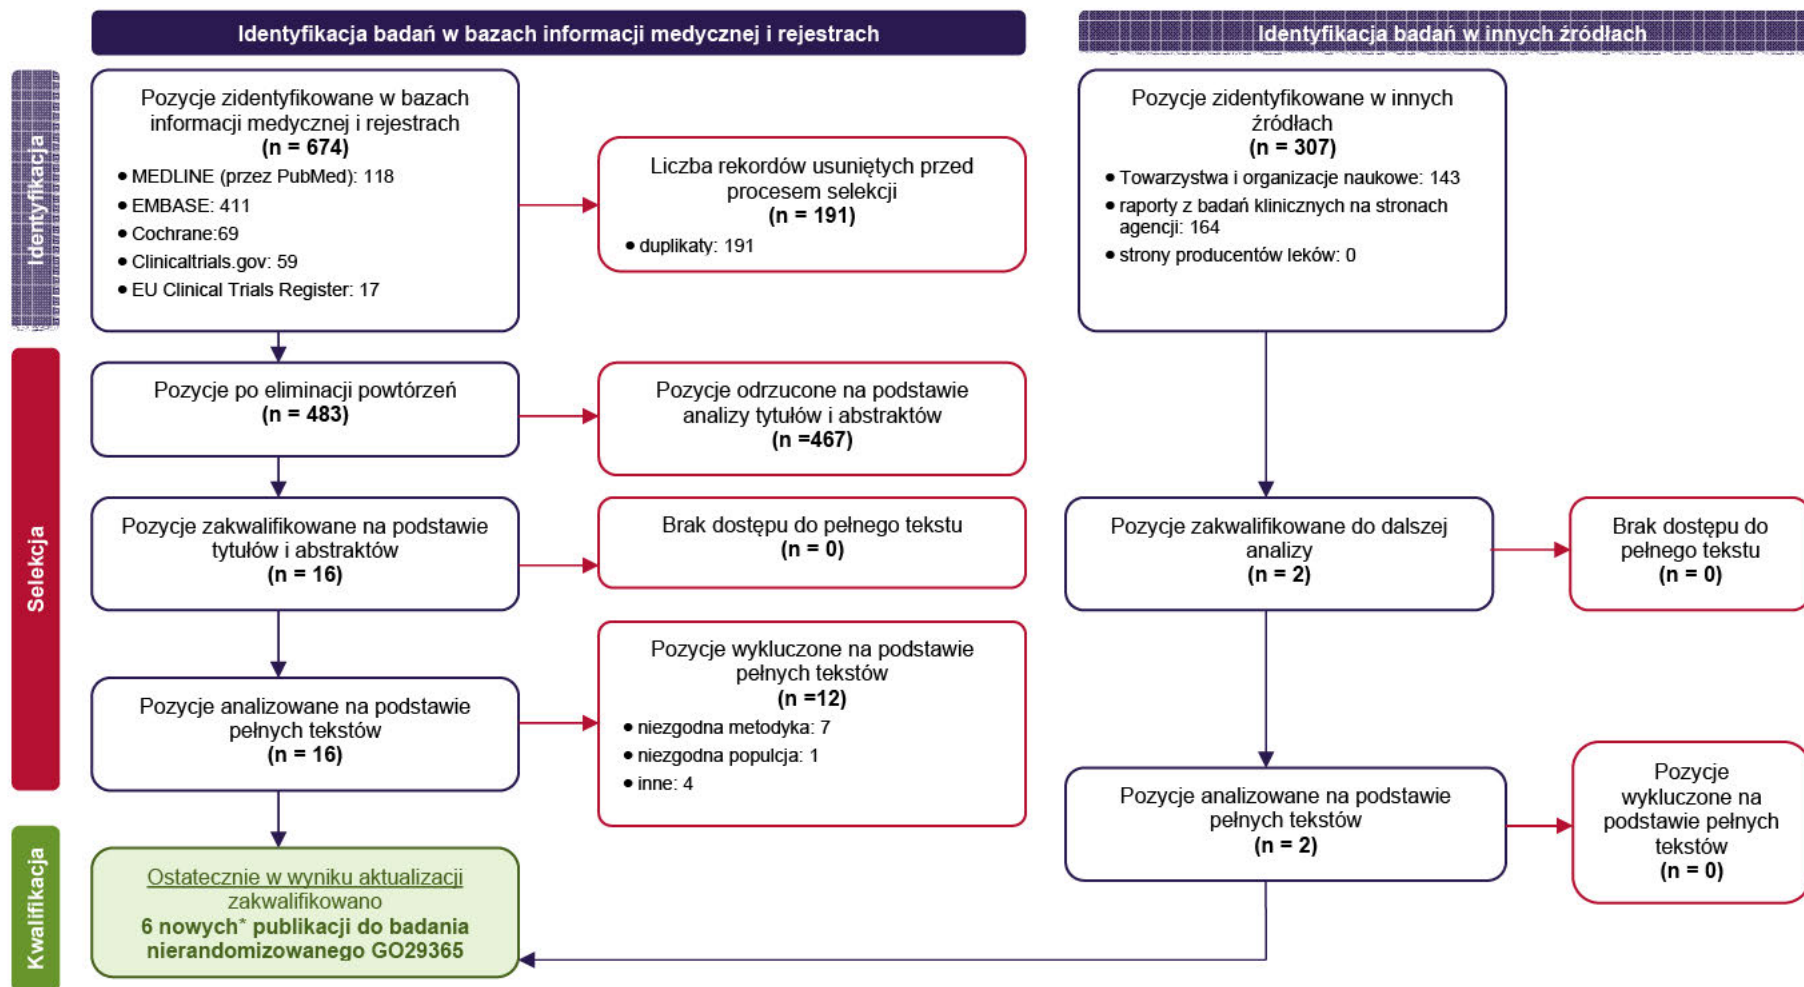 Identyfikacja badań w bazach informacji medycznej i rejestrach
Identyfikacja badań w innych źródłach
Identyfikacja
Pozycje zidentyfikowane w bazach
informacji medycznej i rejestrach
(n = 674)
• MEDLINE (przez PubMed): 118
• EMBASE: 411
• Cochrane:69
• Clinicaltrials.gov: 59
• EU Clinical Trials Register: 17
Liczba rekordów usuniętych przed
procesem selekcji
(n = 191)
• duplikaty: 191
Pozycje zidentyfikowane w innych
źródłach
(n = 307)
• Towarzystwa i organizacje naukowe: 143
• raporty z badań klinicznych na stronach
agencji: 164
• strony producentów leków: 0
Selekcja
Pozycje po eliminacji powtórzeń
(n = 483)
Pozycje odrzucone na podstawie
analizy tytułów i abstraktów
(n =467)
Pozycje zakwalifikowane na podstawie
tytułów i abstraktów
(n = 16)
Brak dostępu do pełnego tekstu
(n = 0)
Pozycje zakwalifikowane do dalszej
analizy
(n = 2)
Brak dostępu do
pełnego tekstu
(n = 0)
Pozycje analizowane na podstawie
pełnych tekstów
(n = 16)
Pozycje wykluczone na podstawie
pełnych tekstów
(n =12)
• niezgodna metodyka: 7
• niezgodna populcja: 1
• inne: 4
Pozycje analizowane na podstawie
pełnych tekstów
(n = 2)
Pozycje
wykluczone na
podstawie pełnych
tekstów
(n = 0)
Kwalifikacja
Ostatecznie w wyniku aktualizacji
zakwalifikowano
6 nowych* publikacji do badania
nierandomizowanego GO29365